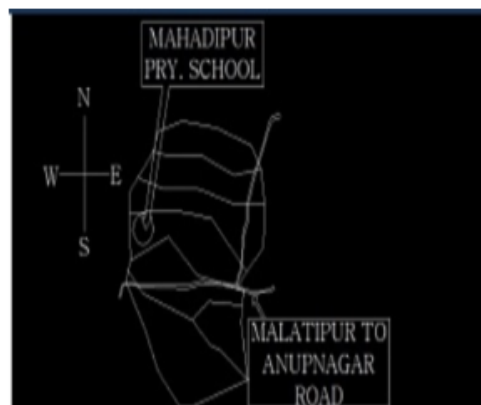 MAHADIPUR
PRY. SCHOOL
N
W E
S
MALATIPUR TO
ANUPNAGAR
ROAD